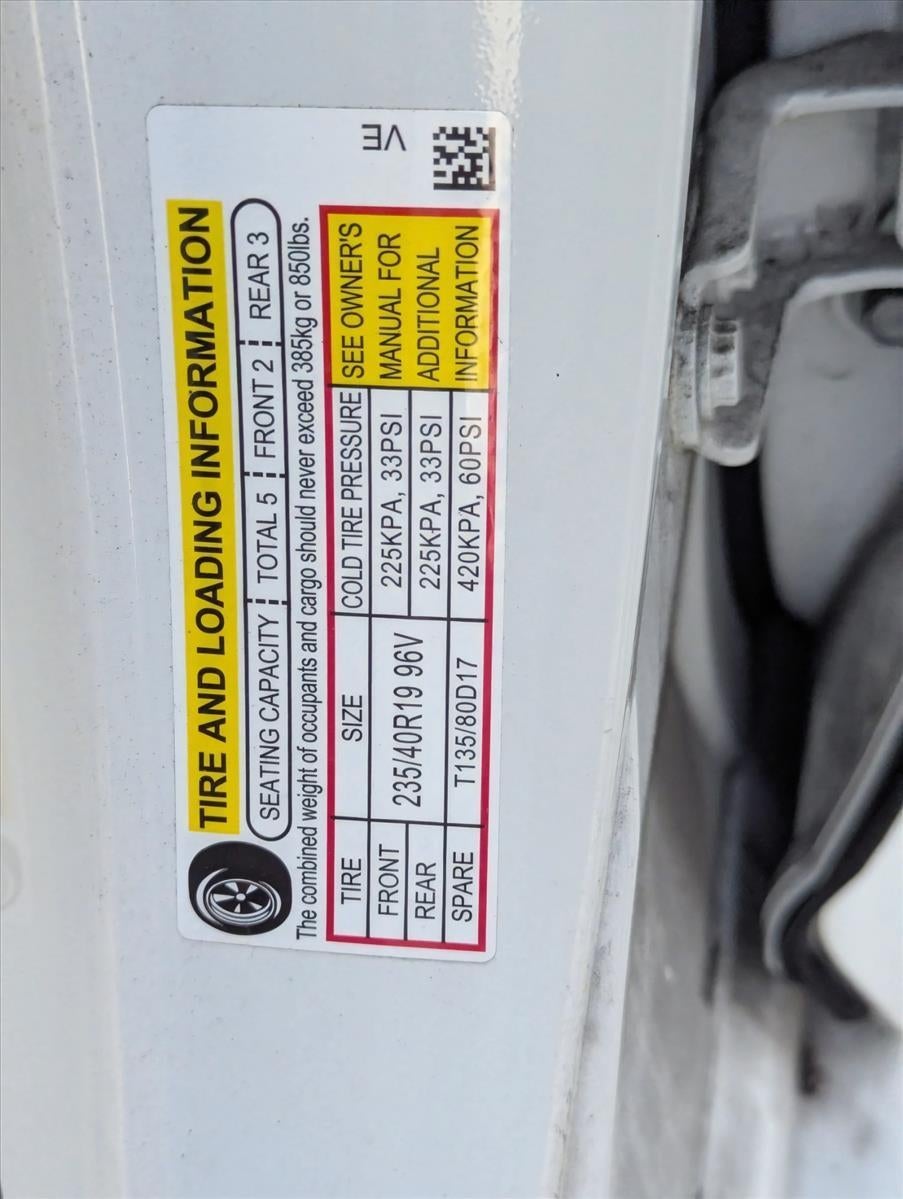 VE
TIRE AND LOADING INFORMATION
SEATING CAPACITY TOTAL 5 FRONT 2 REAR 3
The combined weight of occupants and cargo should never exceed 385kg or 850lbs.
TIRE SIZE COLD TIRE PRESSURE SEE OWNER'S
FRONT 235/40R19 96V 225KPA, 33PSI MANUAL FOR
REAR 225KPA, 33PSI ADDITIONAL
SPARE T135/80D17 420KPA, 60PSI INFORMATION